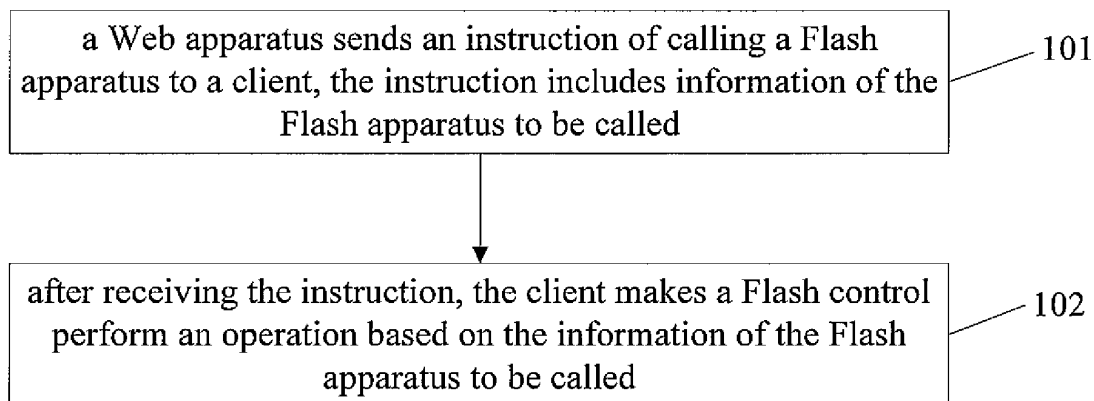 a Web apparatus sends an instruction of calling a Flash
apparatus to a client, the instruction includes information of the
Flash apparatus to be called
101
after receiving the instruction, the client makes a Flash control
perform an operation based on the information of the Flash
apparatus to be called
102